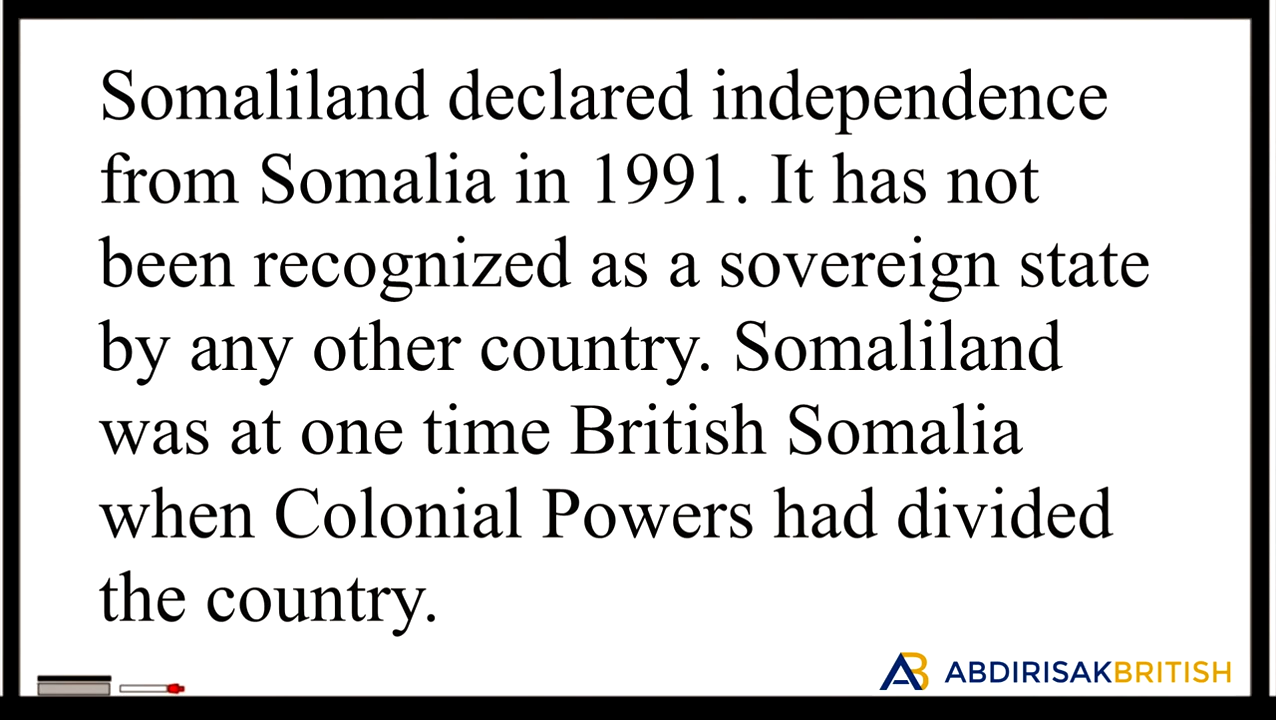 Somaliland declared independence
from Somalia in 1991. It has not
been recognized as a sovereign state
by any other country. Somaliland
was at one time British Somalia
when Colonial Powers had divided
the country.
AB ABDIRISAKBRITISH